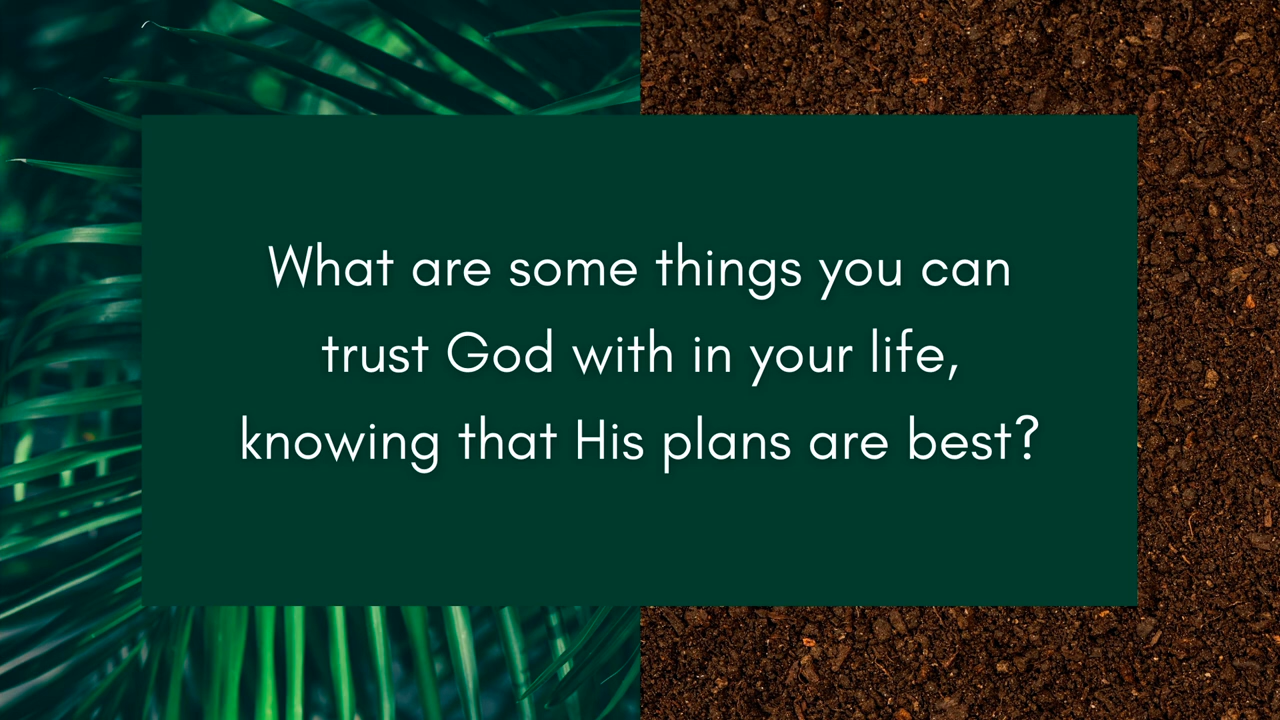 What are some things you can
trust God with in your life,
knowing that His plans are best?